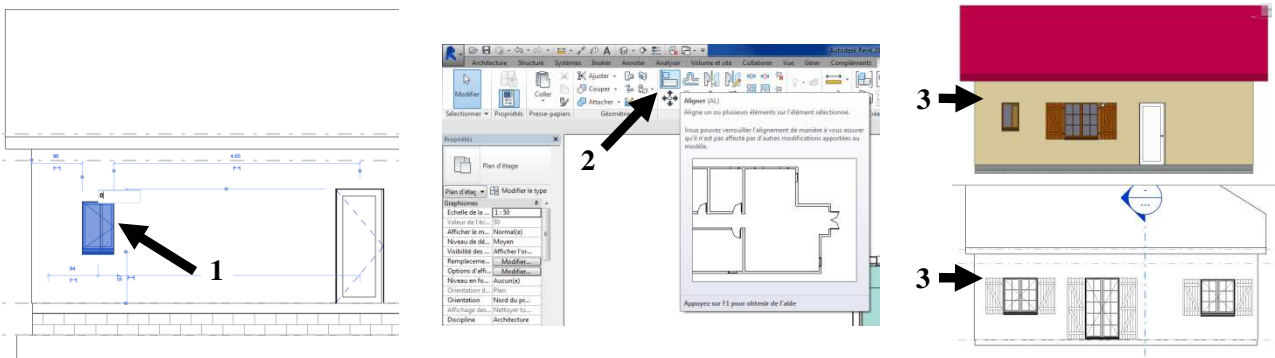 96
4.65
0
94
97
1
Autodesk Revit 20
Architecture Structure Systèmes Insérer Annoter Analyser Volume et site Collaborer Vue Gérer Compléments
Modifier
Coller
Ajuster
Couper
Attacher
Sélectionner Propriétés Presse-papiers Géométri
2
Aligner (AL)
Aligne un ou plusieurs éléments sur l'élément sélectionné.
Vous pouvez verrouiller l'alignement de manière à vous assurer
qu'il n'est pas affecté par d'autres modifications apportées au
modèle.
Appuyez sur F1 pour obtenir de l'aide
Propriétés
Plan d'étage
Plan d'étag Modifier le type
Graphismes
Echelle de la ... 1 : 50
Valeur de l'éc... 50
Afficher le m... Normal(e)
Niveau de dé... Moyen
Visibilité des ... Afficher l'or...
Remplaceme... Modifier...
Options d'affi... Modifier...
Niveau en fo... Aucun(e)
Orientation d... Plan
Orientation Nord du pr...
Affichage des... Nettoyer to...
Discipline Architecture
3
3
-
...